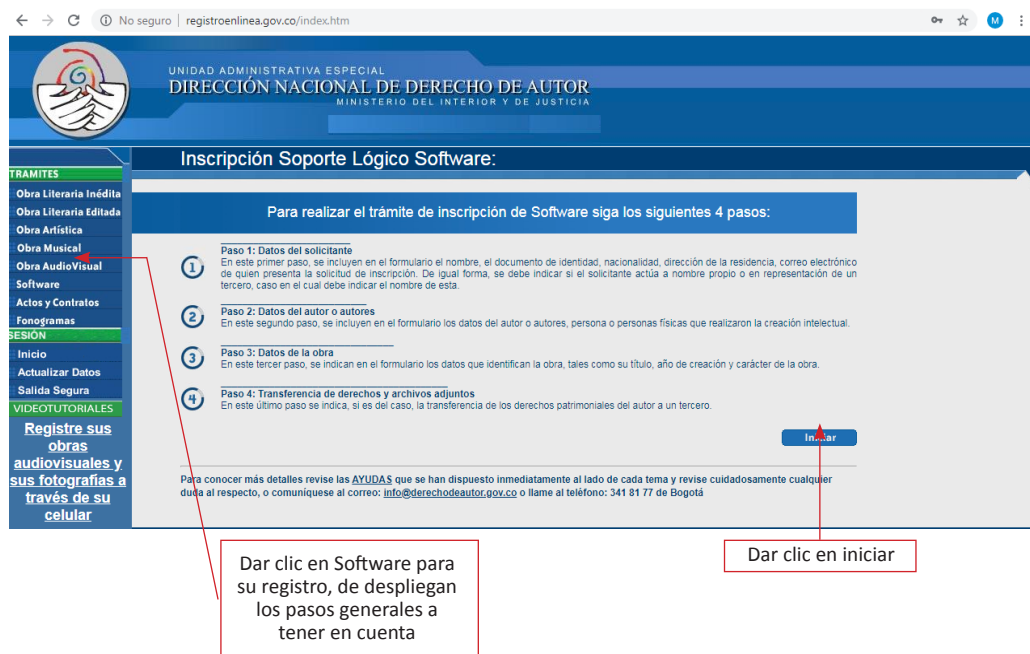 No seguro | registroenlinea.gov.co/index.htm
M
UNIDAD ADMINISTRATIVA ESPECIAL
DIRECCIÓN NACIONAL DE DERECHO DE AUTOR
MINISTERIO DEL INTERIOR Y DE JUSTICIA
Inscripción Soporte Lógico Software:
TRAMITES
Obra Literaria Inédita
Obra Literaria Editada
Obra Artística
Obra Musical
Obra AudioVisual
Software
Actos y Contratos
Fonogramas
SESIÓN
Inicio
Actualizar Datos
Salida Segura
VIDEOTUTORIALES
Registre sus
obras
audiovisuales y
sus fotografías a
través de su
celular
Para realizar el trámite de inscripción de Software siga los siguientes 4 pasos:
1
Paso 1: Datos del solicitante
En este primer paso, se incluyen en el formulario el nombre, el documento de identidad, nacionalidad, dirección de la residencia, correo electrónico
de quien presenta la solicitud de inscripción. De igual forma, se debe indicar si el solicitante actúa a nombre propio o en representación de un
tercero, caso en el cual debe indicar el nombre de esta.
2
Paso 2: Datos del autor o autores
En este segundo paso, se incluyen en el formulario los datos del autor o autores, persona o personas físicas que realizaron la creación intelectual.
3
Paso 3: Datos de la obra
En este tercer paso, se indican en el formulario los datos que identifican la obra, tales como su título, año de creación y carácter de la obra.
4
Paso 4: Transferencia de derechos y archivos adjuntos
En este último paso se indica, si es del caso, la transferencia de los derechos patrimoniales del autor a un tercero.
Iniciar
Para conocer más detalles revise las AYUDAS que se han dispuesto inmediatamente al lado de cada tema y revise cuidadosamente cualquier
duda al respecto, o comuníquese al correo: info@derechodeautor.gov.co o llame al teléfono: 341 81 77 de Bogotá
Dar clic en Software para
su registro, de despliegan
los pasos generales a
tener en cuenta
Dar clic en iniciar